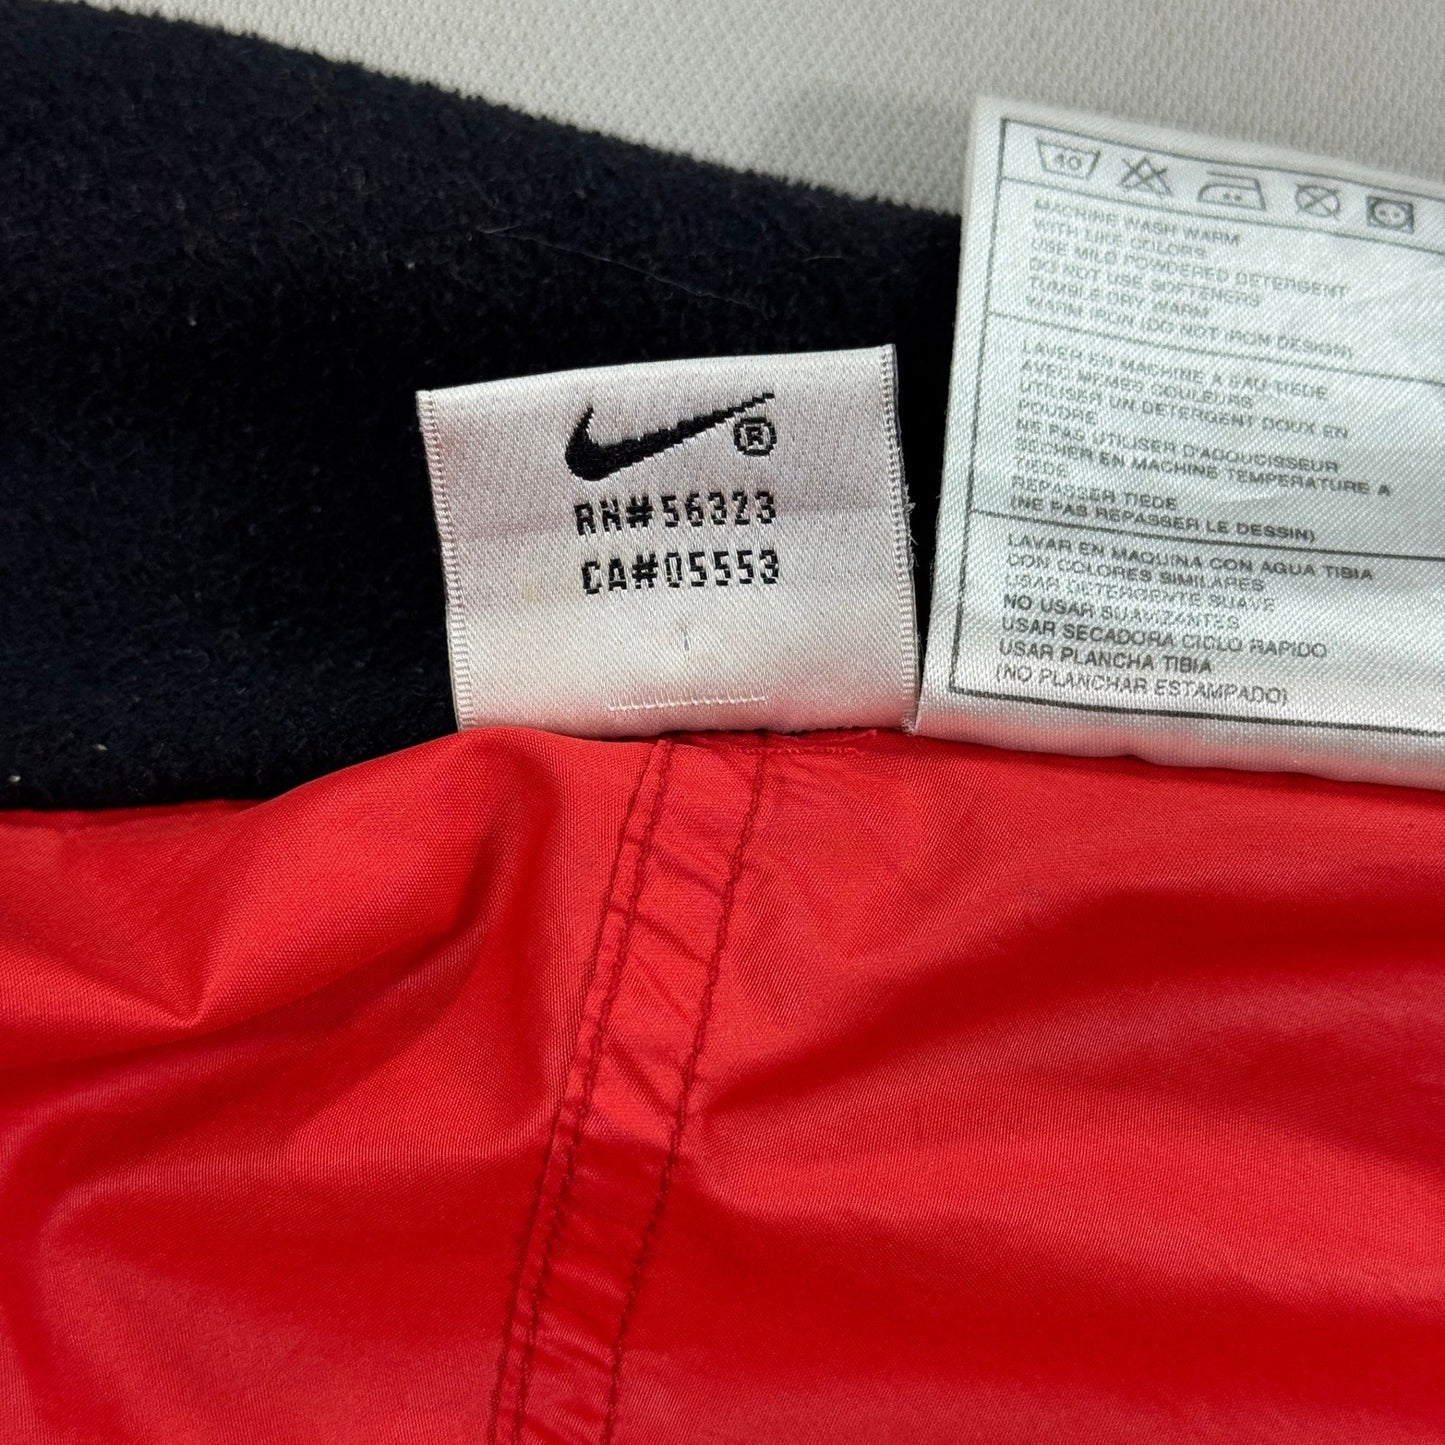 ®
RN#56323
CA#05553
40
MACHINE WASH WARM
WITH LIKE COLORS
USE MILD POWDERED DETERGENT
DO NOT USE SOFTENERS
TUMBLE DRY WARM
WARM IRON (DO NOT IRON DESIGN)
LAVER EN MACHINE A EAU TIEDE
AVEC MEMES COULEURS
UTILISER UN DETERGENT DOUX EN
POUDRE
NE PAS UTILISER D'ADOUCISSEUR
SECHER EN MACHINE TEMPERATURE A
TIEDE
REPASSER TIEDE
(NE PAS REPASSER LE DESSIN)
LAVAR EN MAQUINA CON AGUA TIBIA
CON COLORES SIMILARES
USAR DETERGENTE SUAVE
NO USAR SUAVIZANTES
USAR SECADORA CICLO RAPIDO
USAR PLANCHA TIBIA
(NO PLANCHAR ESTAMPADO)